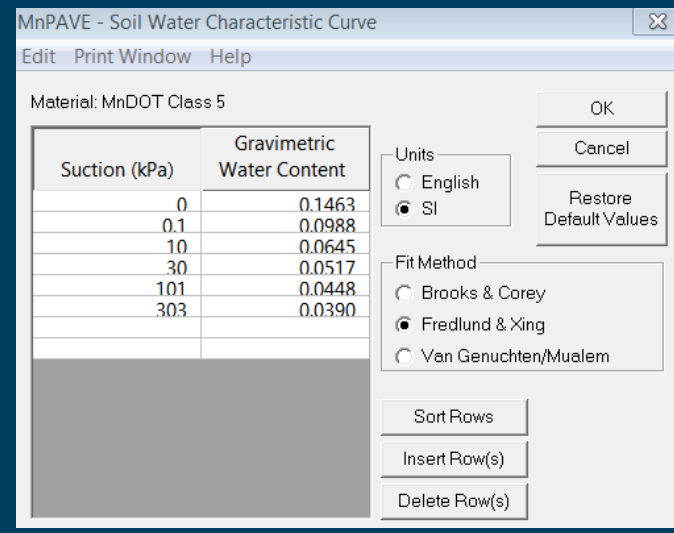 MnPAVE - Soil Water Characteristic Curve
Edit Print Window Help
Material: MnDOT Class 5
Suction (kPa) Gravimetric Water Content
0 0.1463
0.1 0.0988
10 0.0645
30 0.0517
101 0.0448
303 0.0390
Units
English
SI
OK
Cancel
Restore
Default Values
Fit Method
Brooks & Corey
Fredlund & Xing
Van Genuchten/Mualem
Sort Rows
Insert Row(s)
Delete Row(s)